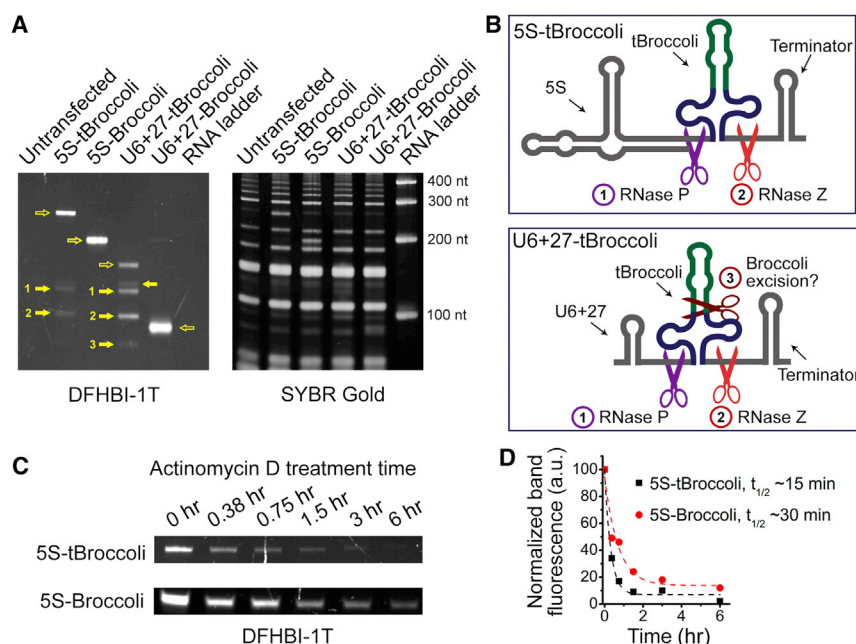 A
Untransfected
5S-tBroccoli
5S-Broccoli
U6+27-tBroccoli
U6+27-Broccoli
RNA ladder
1
2
1
2
3
DFHBI-1T
Untransfected
5S-tBroccoli
5S-Broccoli
U6+27-tBroccoli
U6+27-Broccoli
RNA ladder
400 nt
300 nt
200 nt
100 nt
SYBR Gold
B
5S-tBroccoli
tBroccoli
Terminator
5S
1 RNase P
2 RNase Z
U6+27-tBroccoli
tBroccoli
3 Broccoli
excision?
U6+27
Terminator
1 RNase P
2 RNase Z
C
Actinomycin D treatment time
0 hr
0.38 hr
0.75 hr
1.5 hr
3 hr
6 hr
5S-tBroccoli
5S-Broccoli
DFHBI-1T
D
Normalized band
fluorescence (a.u.)
100
80
60
40
20
0
5S-tBroccoli, t1/2 ~15 min
5S-Broccoli, t1/2 ~30 min
0 2 4 6
Time (hr)